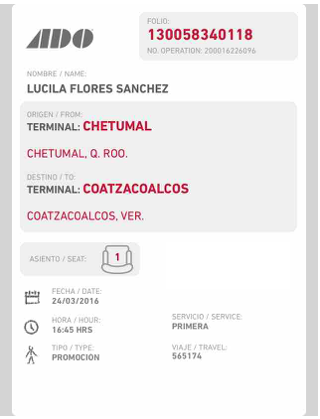 ADO
FOLIO:
130058340118
NO. OPERATION: 200016226096
NOMBRE / NAME:
LUCILA FLORES SANCHEZ
ORIGEN / FROM:
TERMINAL: CHETUMAL
CHETUMAL, Q. ROO.
DESTINO / TO:
TERMINAL: COATZACOALCOS
COATZACOALCOS, VER.
ASIENTO / SEAT: 1
FECHA / DATE:
24/03/2016
HORA / HOUR:
16:45 HRS
SERVICIO / SERVICE:
PRIMERA
TIPO / TYPE:
PROMOCION
VIAJE / TRAVEL:
565174